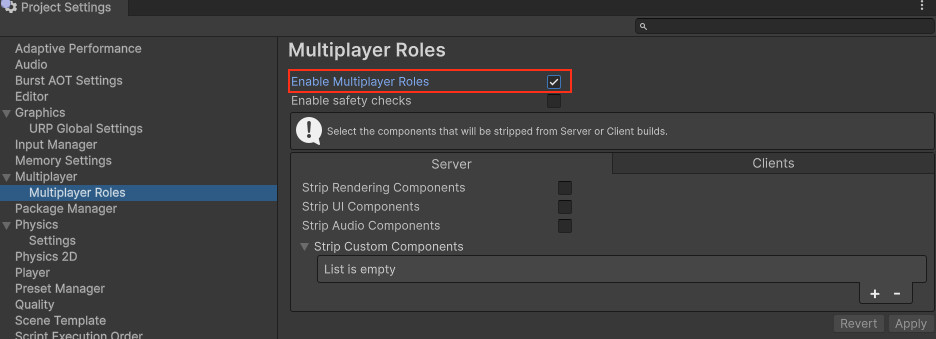 Project Settings
Adaptive Performance
Audio
Burst AOT Settings
Editor
Graphics
URP Global Settings
Input Manager
Memory Settings
Multiplayer
Multiplayer Roles
Package Manager
Physics
Settings
Physics 2D
Player
Preset Manager
Quality
Scene Template
Script Execution Order
Multiplayer Roles
Enable Multiplayer Roles
Enable safety checks
Select the components that will be stripped from Server or Client builds.
Server Clients
Strip Rendering Components
Strip UI Components
Strip Audio Components
Strip Custom Components
List is empty
+ -
Revert Apply